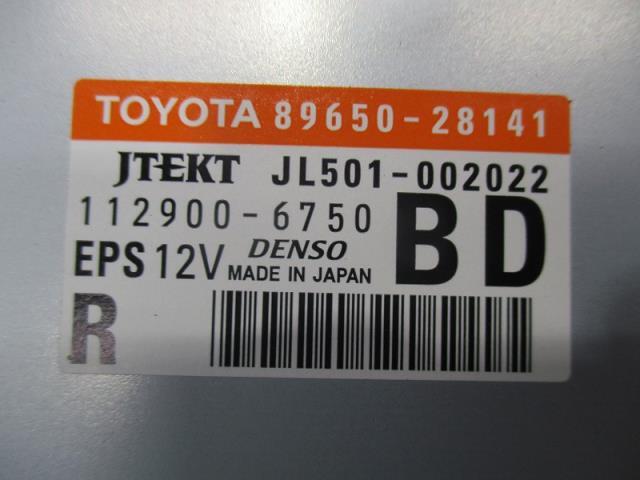 TOYOTA 89650-28141
JTEKT JL501-002022
112900-6750 BD
EPS 12V DENSO
MADE IN JAPAN
R